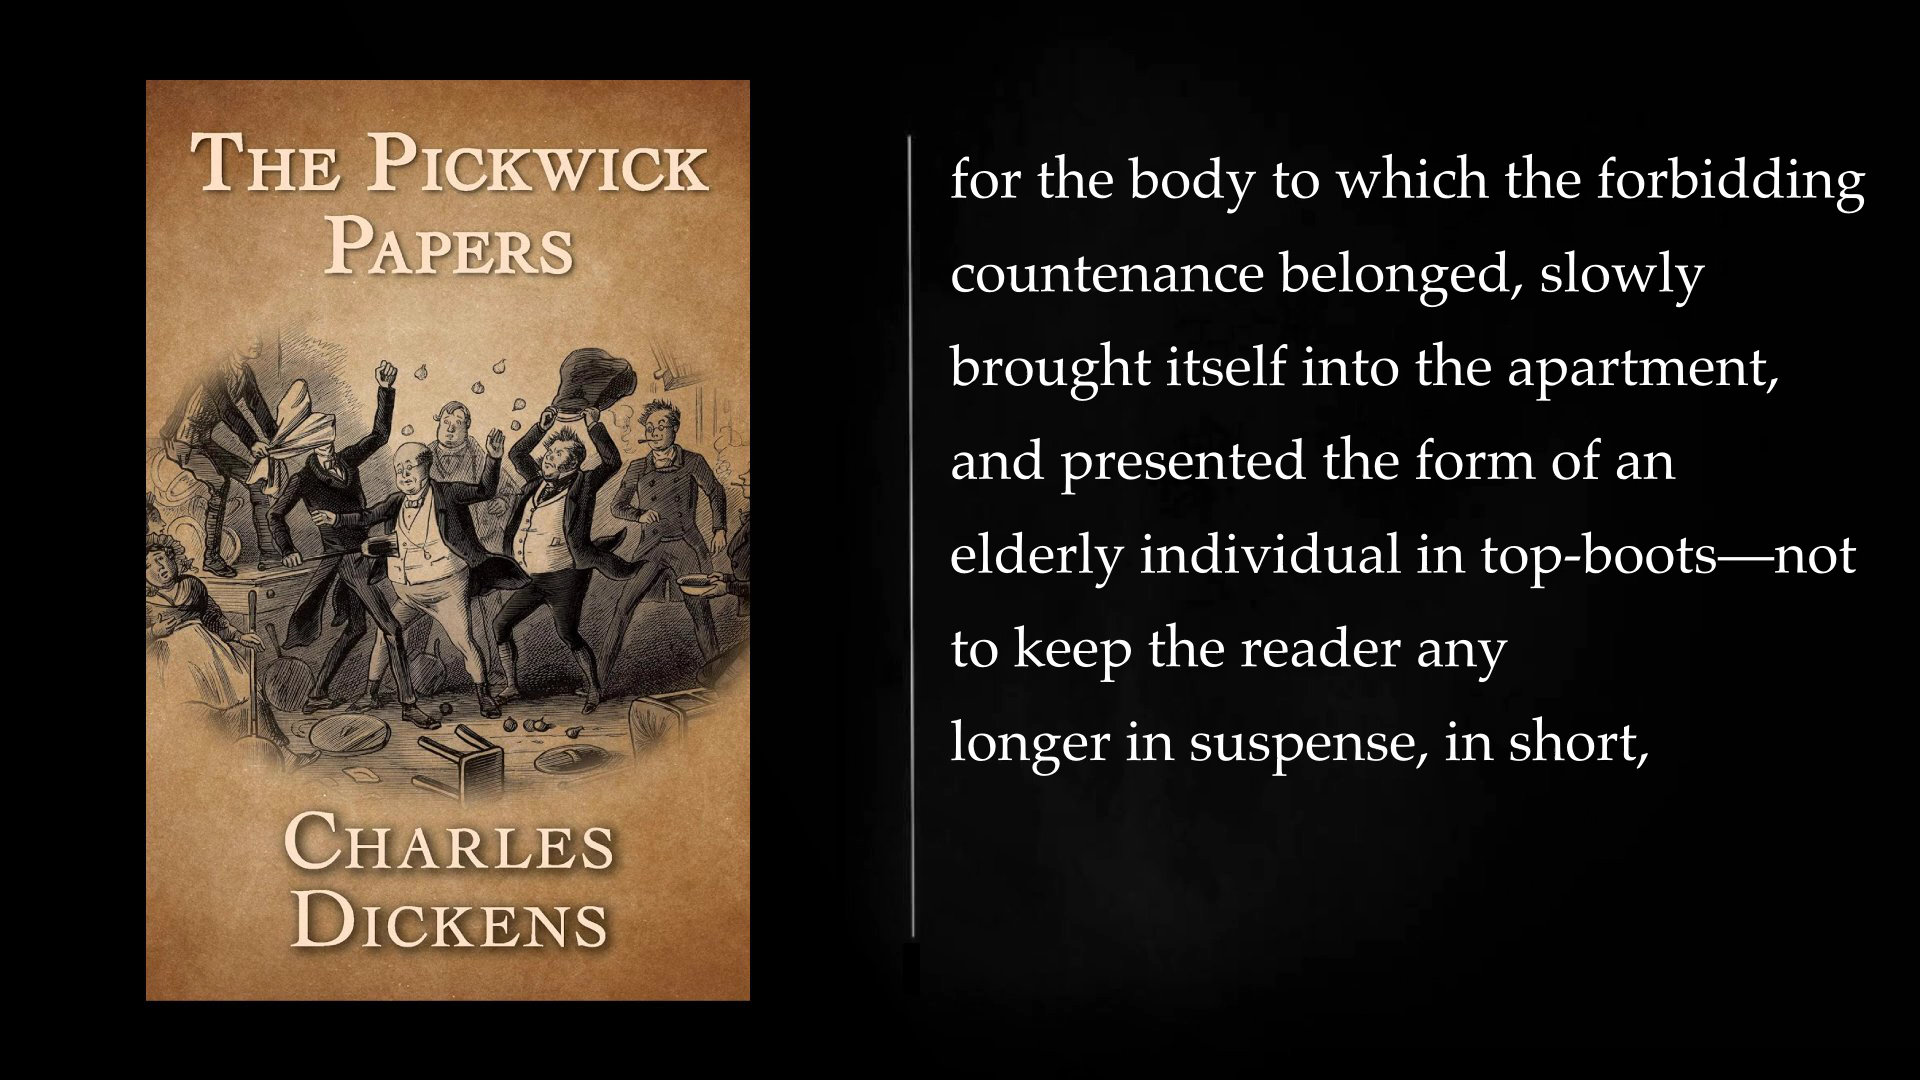 THE PICKWICK
PAPERS
CHARLES
DICKENS
for the body to which the forbidding
countenance belonged, slowly
brought itself into the apartment,
and presented the form of an
elderly individual in top-boots—not
to keep the reader any
longer in suspense, in short,